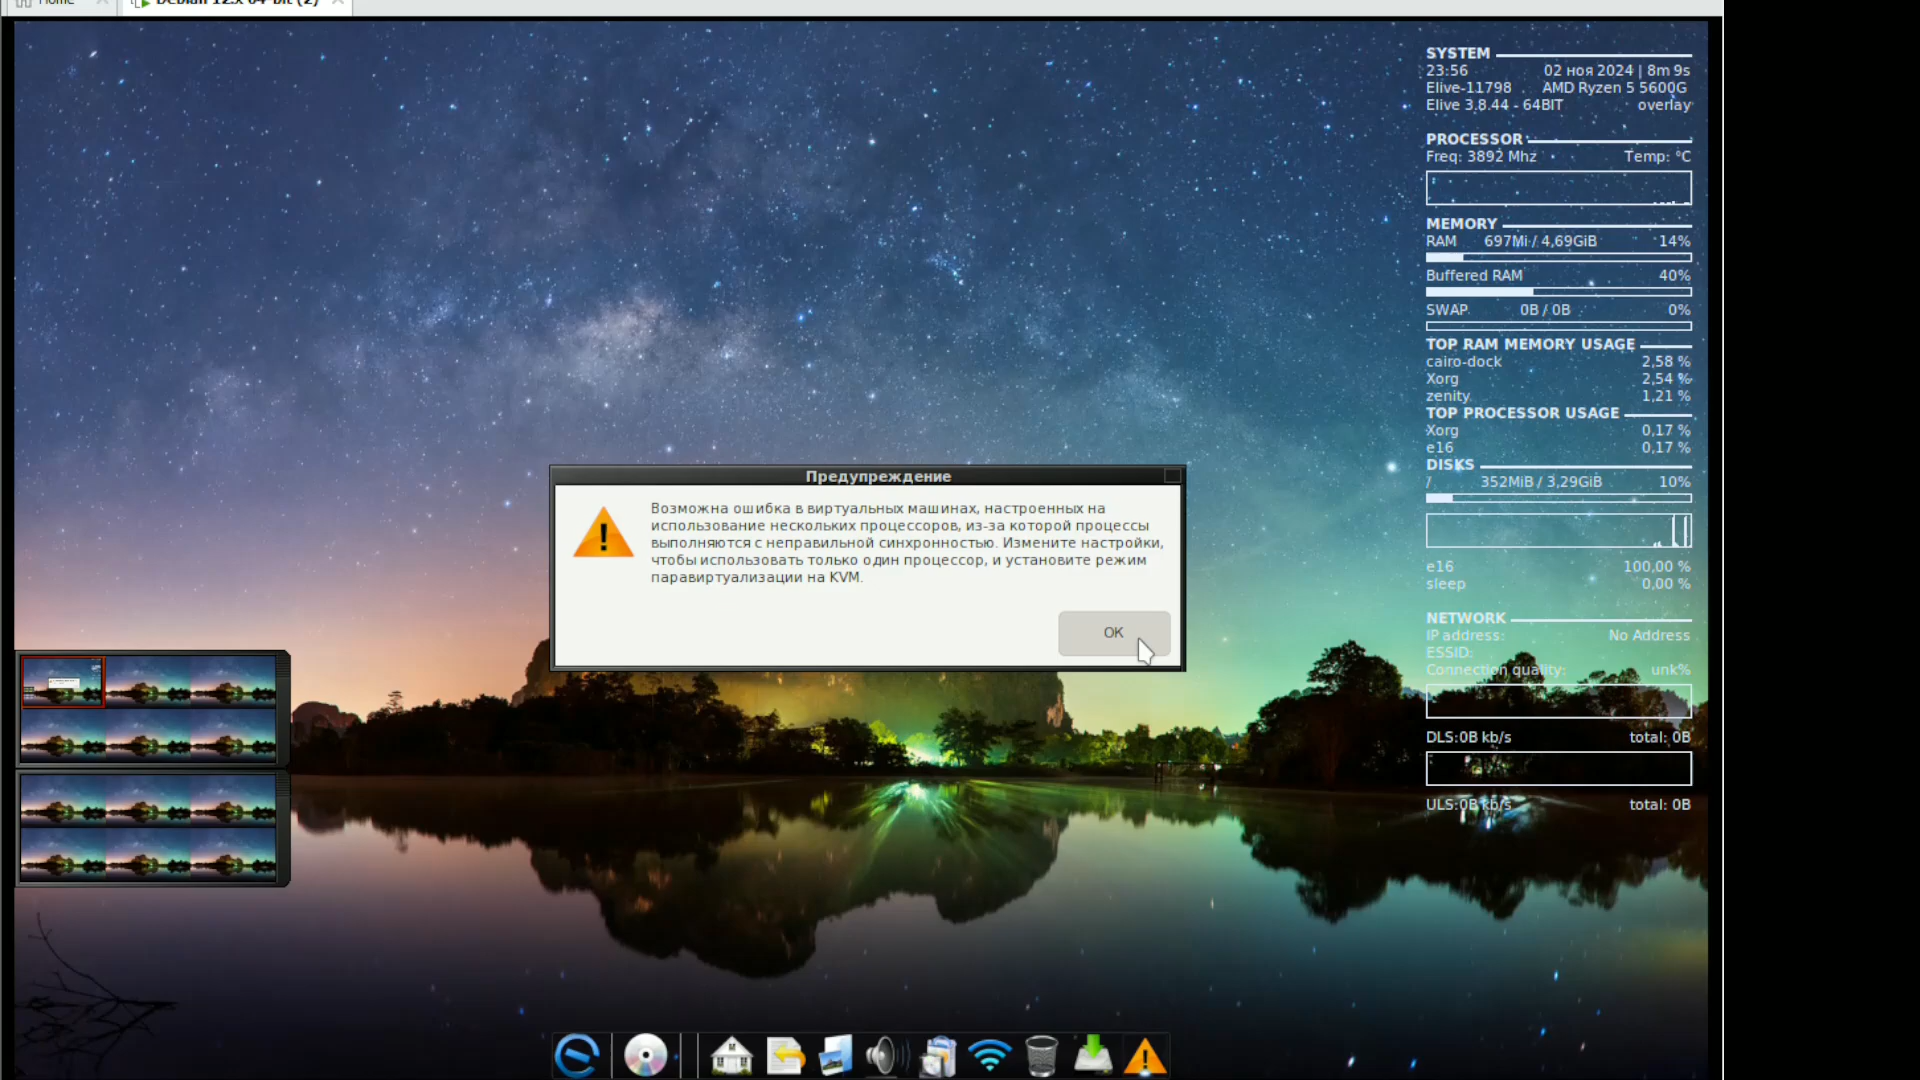 Home
Debian 12.x 64-bit (2)
SYSTEM
23:56 02 ноя 2024 | 8m 9s
Elive-11798 AMD Ryzen 5 5600G
Elive 3.8.44 - 64BIT overlay
PROCESSOR
Freq: 3892 Mhz Temp: °C
MEMORY
RAM 697Mi / 4,69GiB 14%
Buffered RAM 40%
SWAP 0B / 0B 0%
TOP RAM MEMORY USAGE
cairo-dock 2,58 %
Xorg 2,54 %
zenity 1,21 %
TOP PROCESSOR USAGE
Xorg 0,17 %
e16 0,17 %
DISKS
/ 352MiB / 3,29GiB 10%
e16 100,00 %
sleep 0,00 %
NETWORK
IP address: No Address
ESSID:
Connection quality: unk%
DLS:0B kb/s total: 0B
ULS:0B kb/s total: 0B
Предупреждение
Возможна ошибка в виртуальных машинах, настроенных на
использование нескольких процессоров, из-за которой процессы
выполняются с неправильной синхронностью. Измените настройки,
чтобы использовать только один процессор, и установите режим
паравиртуализации на KVM.
OK